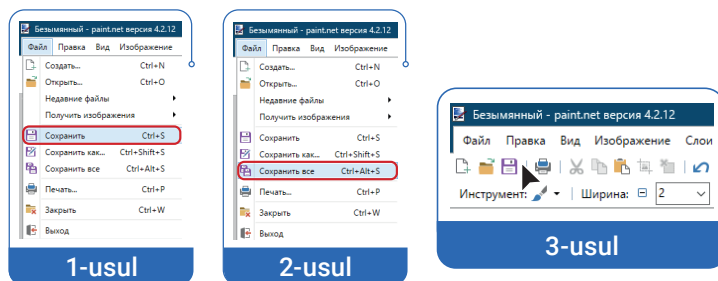 Безымянный - paint.net версия 4.2.12
Файл Правка Вид Изображение
Создать... Ctrl+N
Открыть... Ctrl+O
Недавние файлы
Получить изображения
Сохранить Ctrl+S
Сохранить как... Ctrl+Shift+S
Сохранить все Ctrl+Alt+S
Печать... Ctrl+P
Закрыть Ctrl+W
Выход
1-usul
Безымянный - paint.net версия 4.2.12
Файл Правка Вид Изображение
Создать... Ctrl+N
Открыть... Ctrl+O
Недавние файлы
Получить изображения
Сохранить Ctrl+S
Сохранить как... Ctrl+Shift+S
Сохранить все Ctrl+Alt+S
Печать... Ctrl+P
Закрыть Ctrl+W
Выход
2-usul
Безымянный - paint.net версия 4.2.12
Файл Правка Вид Изображение Слои
Инструмент: Ширина: 2
3-usul